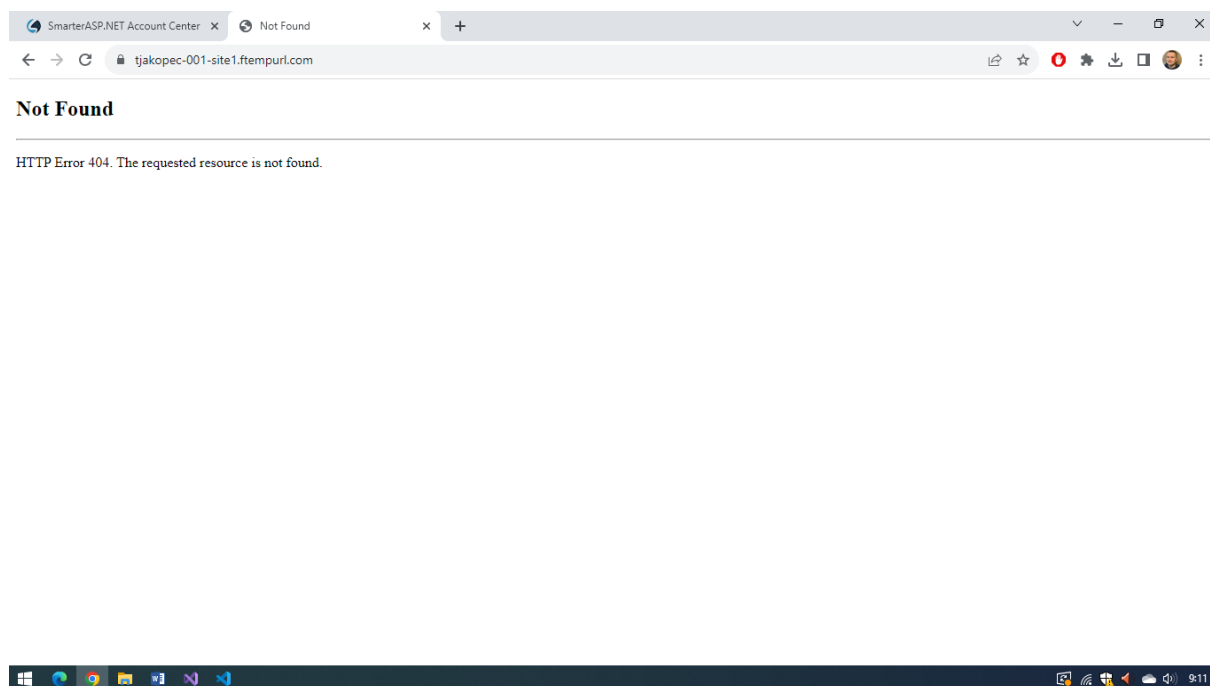 SmarterASP.NET Account Center
Not Found
tjakopec-001-site1.ftempurl.com
Not Found
HTTP Error 404. The requested resource is not found.
9:11